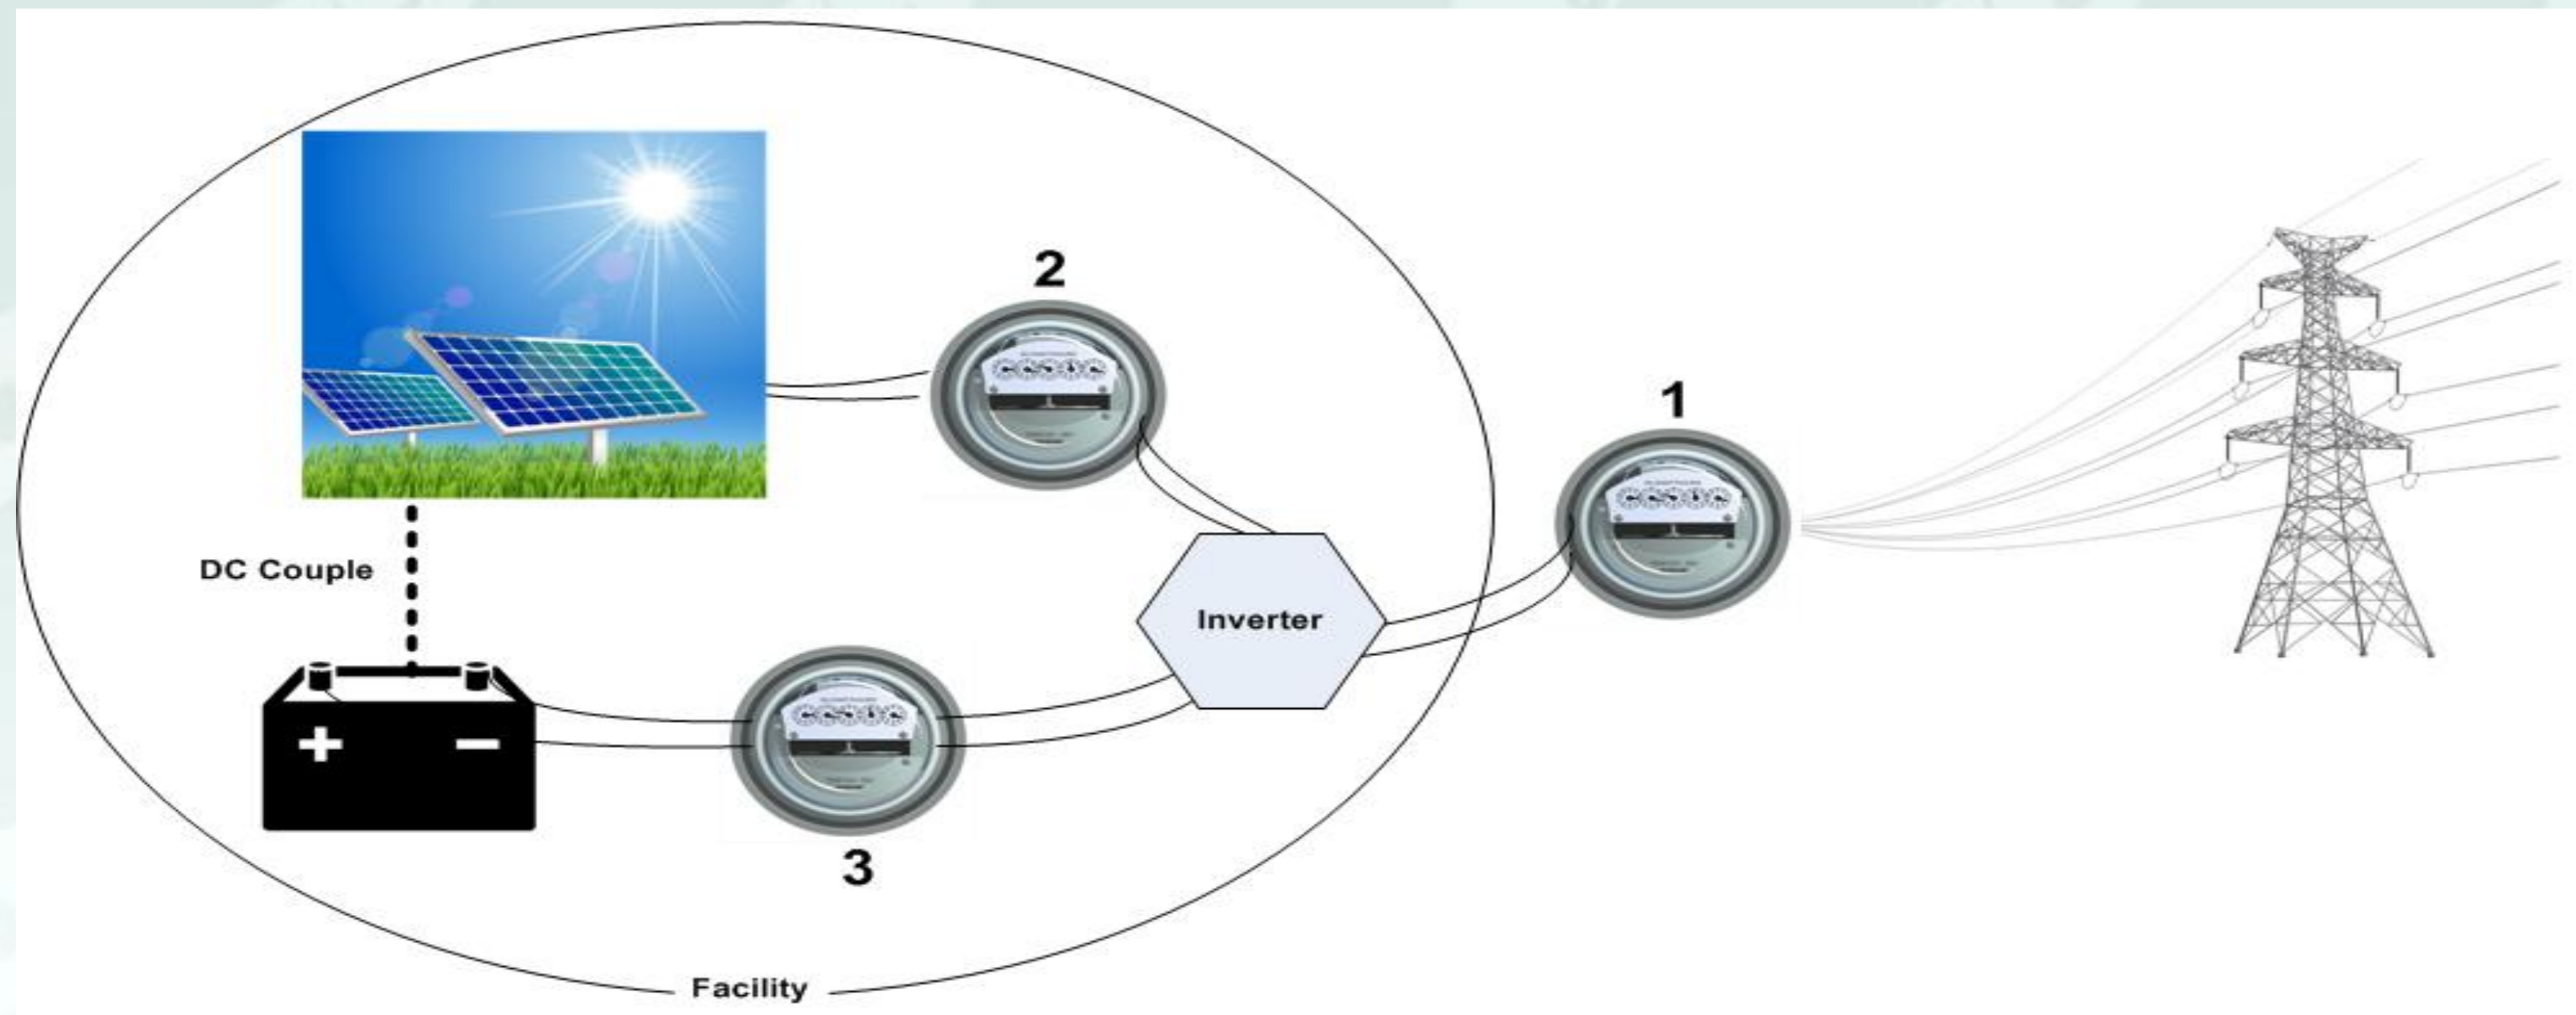 2
1
DC Couple
Inverter
+ −
3
Facility